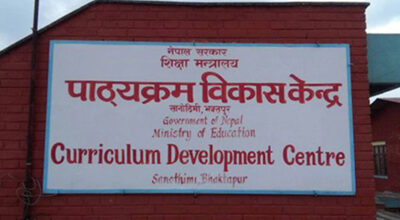 नेपाल सरकार
शिक्षा मन्त्रालय
पाठ्यक्रम विकास केन्द्र
सानोठिमी, भक्तपुर
Government of Nepal
Ministry of Education
Curriculum Development Centre
Sanothimi, Bhaktapur